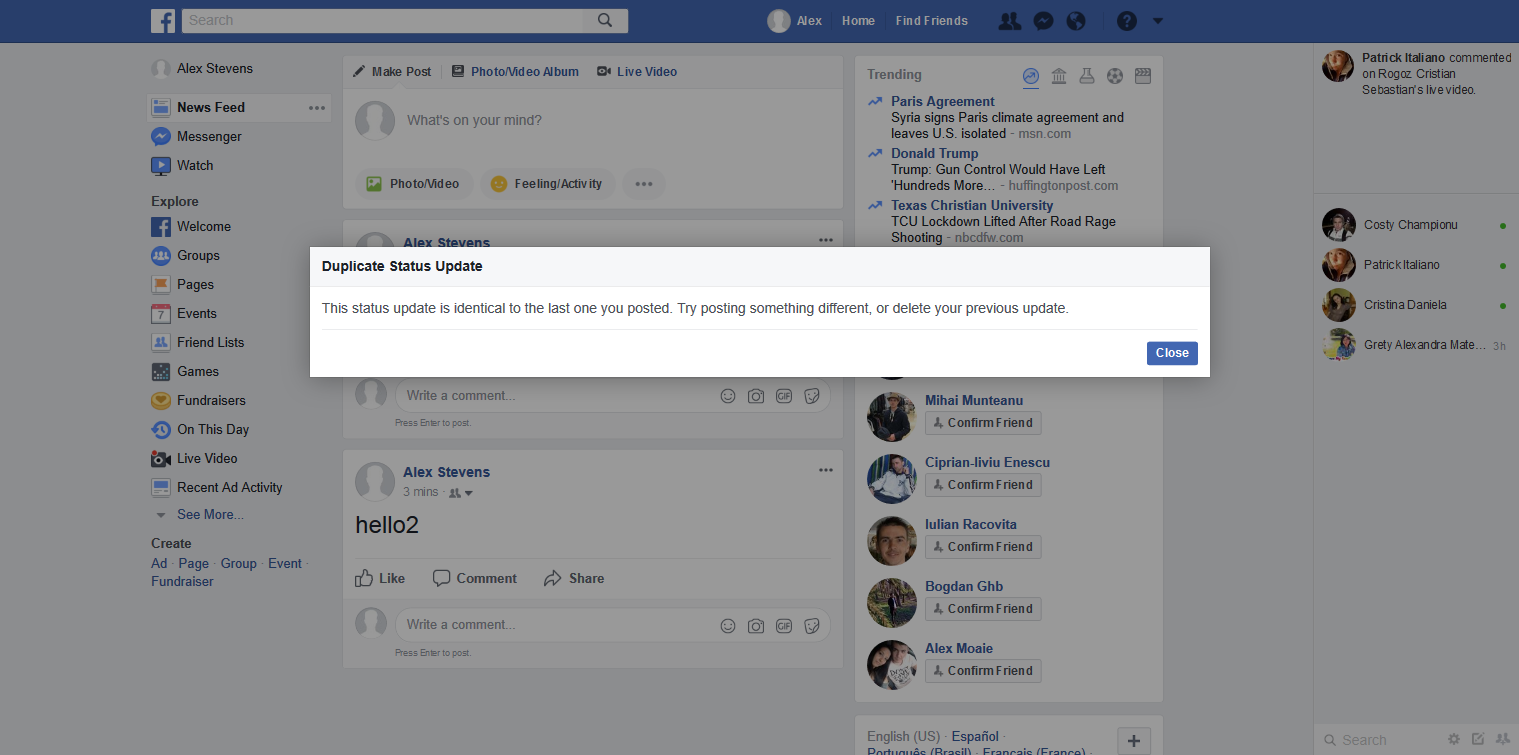 Search
Alex
Home
Find Friends
Alex Stevens
News Feed
Messenger
Watch
Explore
Welcome
Groups
Pages
7
Events
Friend Lists
Games
Fundraisers
On This Day
Live Video
Recent Ad Activity
See More...
Create
Ad · Page · Group · Event ·
Fundraiser
Make Post
Photo/Video Album
Live Video
What's on your mind?
Photo/Video
Feeling/Activity
Alex Stevens
Duplicate Status Update
This status update is identical to the last one you posted. Try posting something different, or delete your previous update.
Close
Write a comment...
GIF
Press Enter to post.
Alex Stevens
3 mins ·
hello2
Like
Comment
Share
Write a comment...
GIF
Press Enter to post.
Trending
Paris Agreement
Syria signs Paris climate agreement and
leaves U.S. isolated - msn.com
Donald Trump
Trump: Gun Control Would Have Left
'Hundreds More... - huffingtonpost.com
Texas Christian University
TCU Lockdown Lifted After Road Rage
Shooting - nbcdfw.com
Mihai Munteanu
Confirm Friend
Ciprian-liviu Enescu
Confirm Friend
Iulian Racovita
Confirm Friend
Bogdan Ghb
Confirm Friend
Alex Moaie
Confirm Friend
English (US) · Español ·
Português (Brasil) · Français (France) ·
Patrick Italiano commented
on Rogoz Cristian
Sebastian's live video.
Costy Championu
Patrick Italiano
Cristina Daniela
Grety Alexandra Mate... 3h
Search